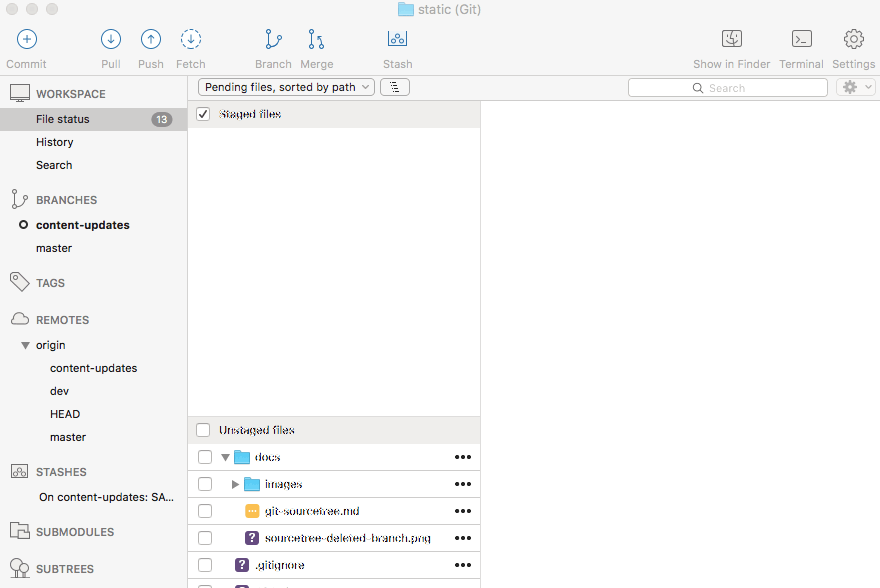 static (Git)
Commit Pull Push Fetch Branch Merge Stash Show in Finder Terminal Settings
Pending files, sorted by path
Search
WORKSPACE
File status 13
History
Search
BRANCHES
content-updates
master
TAGS
REMOTES
origin
content-updates
dev
HEAD
master
STASHES
On content-updates: SA...
SUBMODULES
SUBTREES
Staged files
Unstaged files
docs
images
git-sourcetree.md
sourcetree-deleted-branch.png
.gitignore